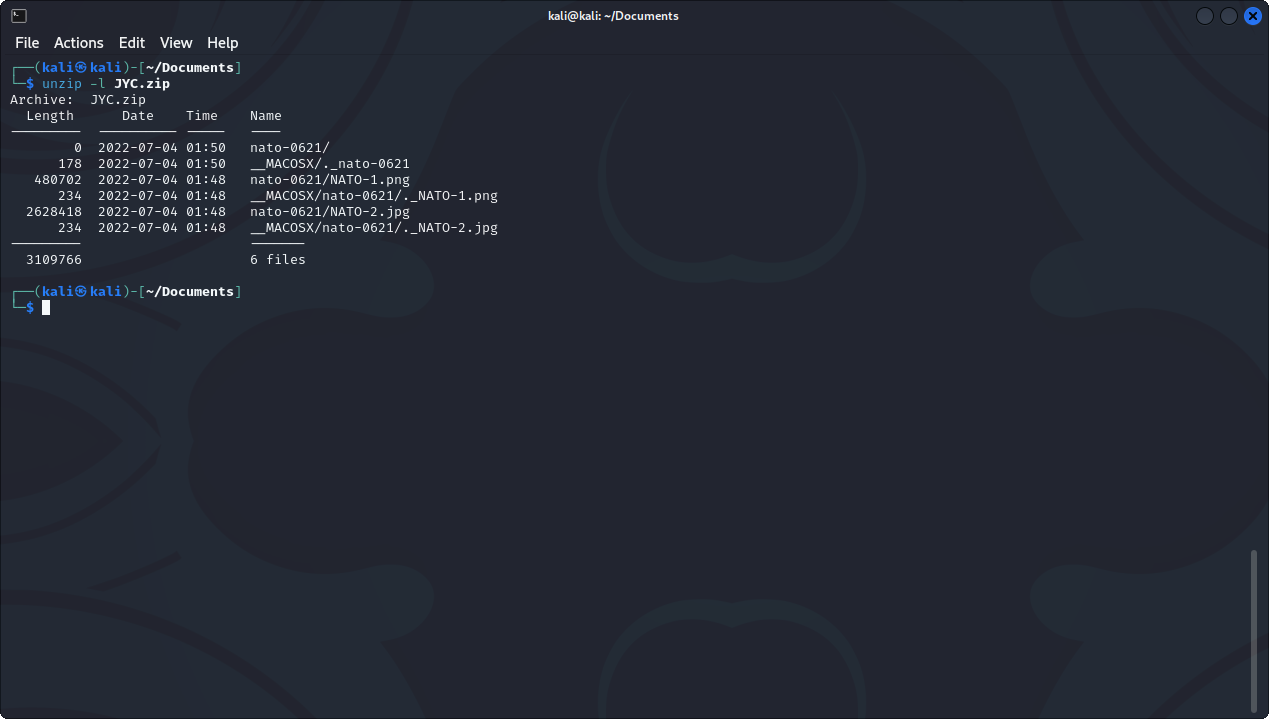 kali@kali: ~/Documents
File Actions Edit View Help
┌──(kali㉿kali)-[~/Documents]
└─$ unzip -l JYC.zip
Archive:  JYC.zip
  Length      Date    Time    Name
---------  ---------- -----   ----
        0  2022-07-04 01:50   nato-0621/
      178  2022-07-04 01:50   __MACOSX/._nato-0621
   480702  2022-07-04 01:48   nato-0621/NATO-1.png
      234  2022-07-04 01:48   __MACOSX/nato-0621/._NATO-1.png
  2628418  2022-07-04 01:48   nato-0621/NATO-2.jpg
      234  2022-07-04 01:48   __MACOSX/nato-0621/._NATO-2.jpg
---------                     -------
  3109766                     6 files
┌──(kali㉿kali)-[~/Documents]
└─$